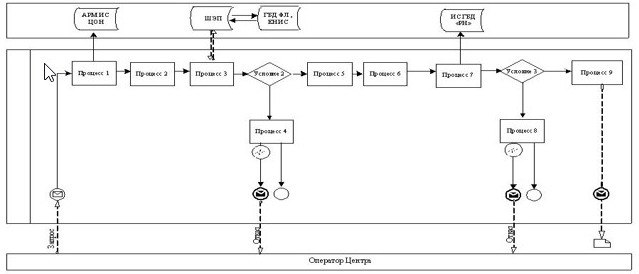 АРМ ИС
ЦОН
ШЭП
ГБД ФЛ,
ЕНИС
ИС ГБД
«РН»
Процесс 1
Процесс 2
Процесс 3
Условие 2
Процесс 5
Процесс 6
Процесс 7
Условие 3
Процесс 9
Процесс 4
Процесс 8
Запрос
Отказ
Отказ
Оператор Центра